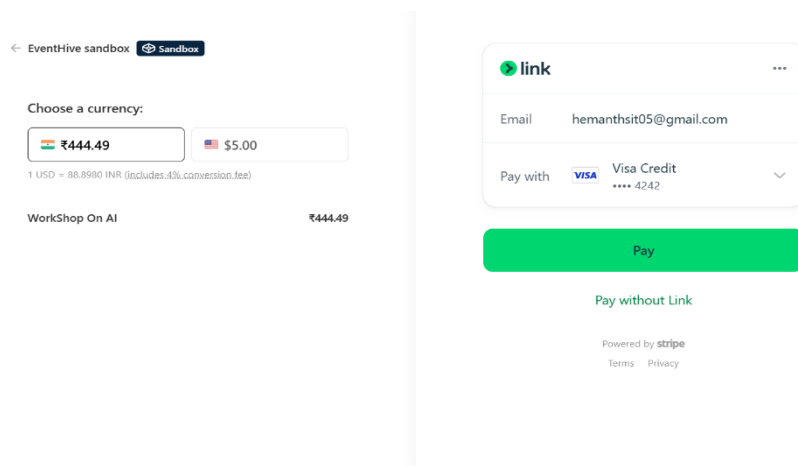 ← EventHive sandbox Sandbox
Choose a currency:
₹444.49 $5.00
1 USD = 88.8980 INR (includes 4% conversion fee)
WorkShop On AI ₹444.49
link ...
Email hemanthsit05@gmail.com
Pay with VISA Visa Credit
•••• 4242
Pay
Pay without Link
Powered by stripe
Terms Privacy